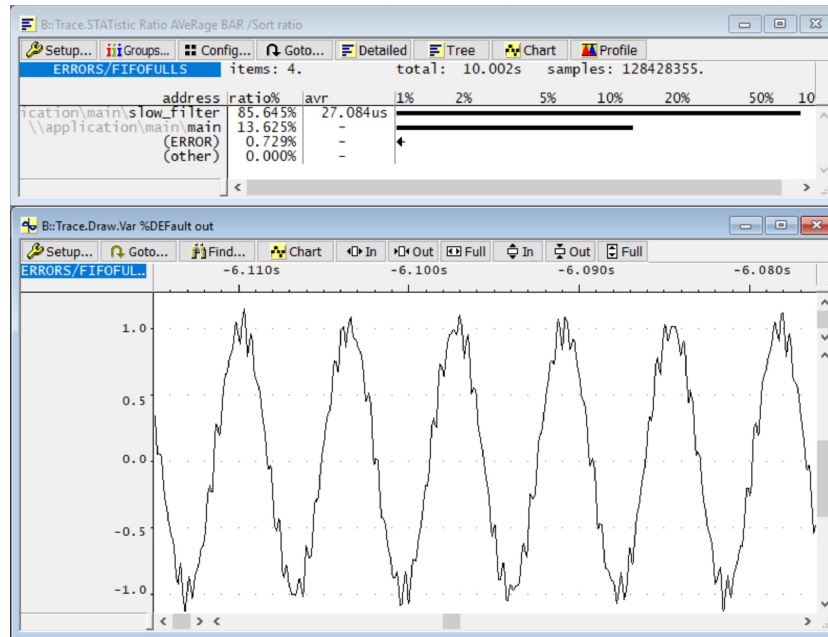 B::Trace.STATistic Ratio AVeRage BAR /Sort ratio
Setup... Groups... Config... Goto... Detailed Tree Chart Profile
ERRORS/FIFOFULLS items: 4. total: 10.002s samples: 128428355.
address ratio% avr 1% 2% 5% 10% 20% 50% 10
ication\main\slow_filter 85.645% 27.084us
\\application\main\main 13.625% -
(ERROR) 0.729% -
(other) 0.000% -
B::Trace.Draw.Var %DEFault out
Setup... Goto... Find... Chart In Out Full In Out Full
ERRORS/FIFOFUL.. -6.110s -6.100s -6.090s -6.080s
1.0
0.5
0.0
-0.5
-1.0